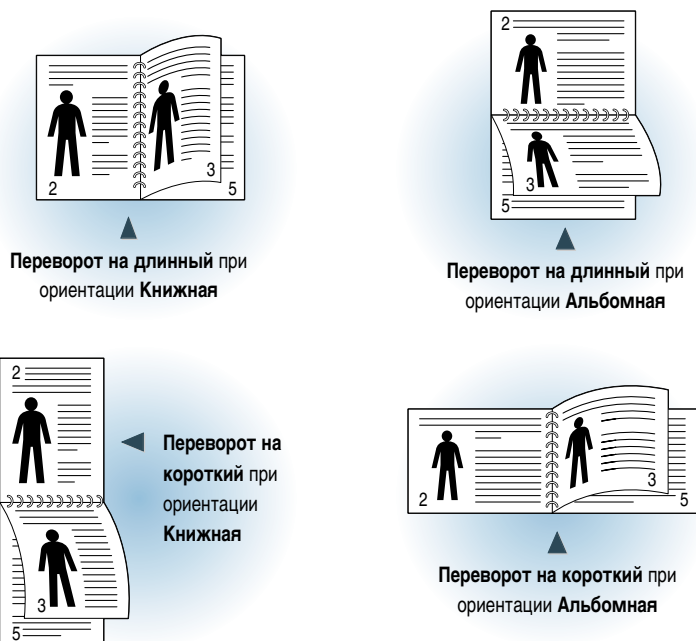 2
3
5
Переворот на длинный при
ориентации Книжная
2
3
5
Переворот на длинный при
ориентации Альбомная
2
3
5
Переворот на
короткий при
ориентации
Книжная
2
3
5
Переворот на короткий при
ориентации Альбомная